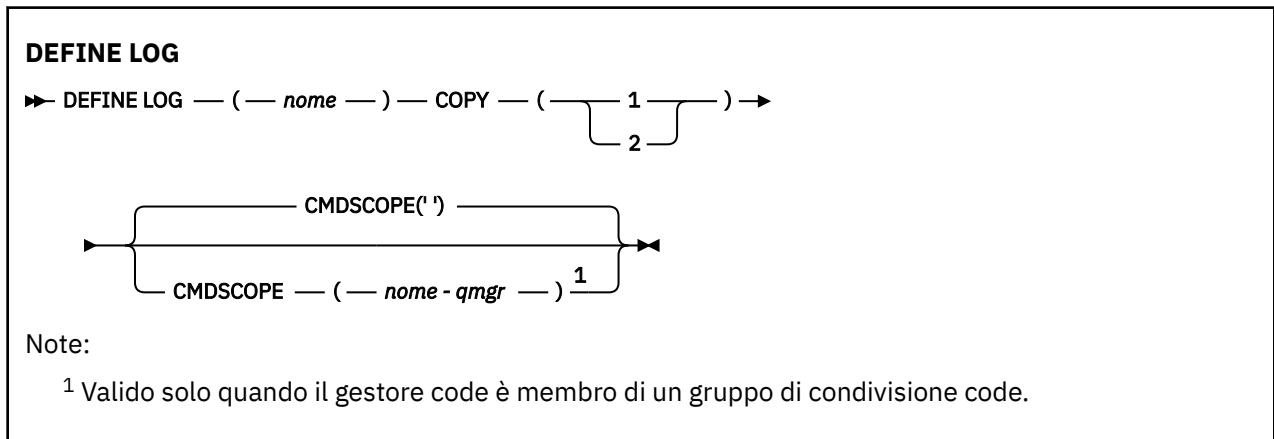 DEFINE LOG
DEFINE LOG ( nome ) COPY ( 1 )
2
CMDSCOPE(' ')
CMDSCOPE ( nome - qmgr ) 1
Note:
1 Valido solo quando il gestore code è membro di un gruppo di condivisione code.